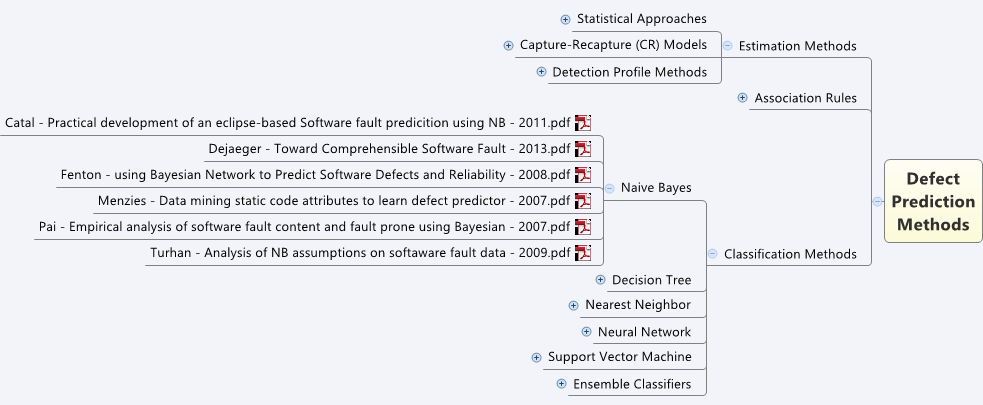 Statistical Approaches
Capture-Recapture (CR) Models
Estimation Methods
Detection Profile Methods
Association Rules
Catal - Practical development of an eclipse-based Software fault predicition using NB - 2011.pdf
Dejaeger - Toward Comprehensible Software Fault - 2013.pdf
Fenton - using Bayesian Network to Predict Software Defects and Reliability - 2008.pdf
Naive Bayes
Menzies - Data mining static code attributes to learn defect predictor - 2007.pdf
Pai - Empirical analysis of software fault content and fault prone using Bayesian - 2007.pdf
Turhan - Analysis of NB assumptions on softaware fault data - 2009.pdf
Classification Methods
Decision Tree
Nearest Neighbor
Neural Network
Support Vector Machine
Ensemble Classifiers
Defect
Prediction
Methods